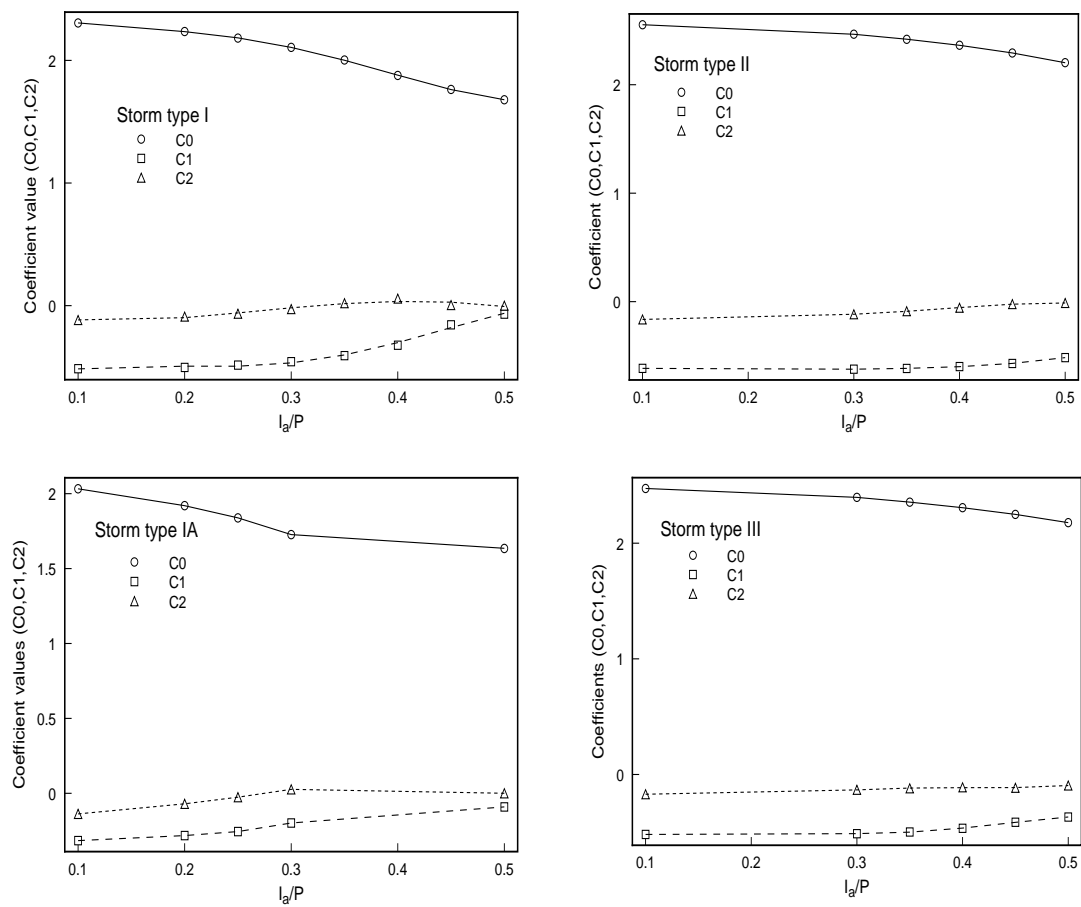 Coefficient value (C0,C1,C2)
2
1
0
Storm type I
C0
C1
C2
0.1 0.2 0.3 0.4 0.5
Ia/P
Coefficient (C0,C1,C2)
2
1
0
Storm type II
C0
C1
C2
0.1 0.2 0.3 0.4 0.5
Ia/P
Coefficient values (C0,C1,C2)
2
1.5
1
0.5
0
Storm type IA
C0
C1
C2
0.1 0.2 0.3 0.4 0.5
Ia/P
Coefficients (C0,C1,C2)
2
1
0
Storm type III
C0
C1
C2
0.1 0.2 0.3 0.4 0.5
Ia/P